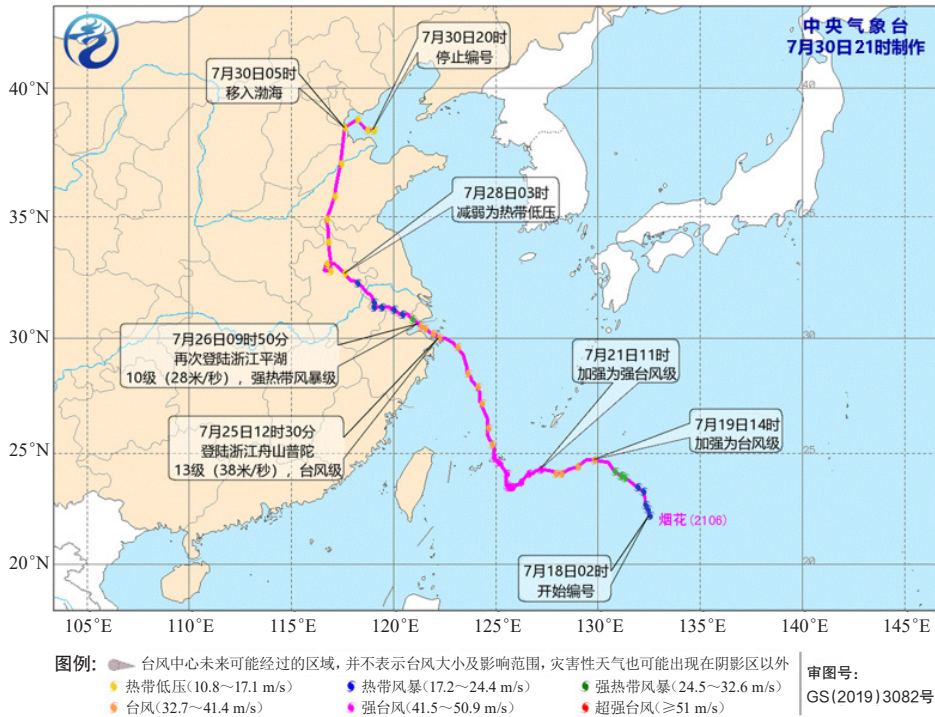 中央气象台
7月30日21时制作
7月30日20时
停止编号
7月30日05时
移入渤海
40°N
40
7月28日03时
减弱为热带低压
35°N
7月26日09时50分
再次登陆浙江平湖
10级（28米/秒），强热带风暴级
30°N
30
7月21日11时
加强为强台风级
7月25日12时30分
登陆浙江舟山普陀
13级（38米/秒），台风级
7月19日14时
加强为台风级
25°N
25
烟花(2106)
20°N
20
7月18日02时
开始编号
105°E 110°E 115°E 120°E 125°E 130°E 135°E 140°E 145°E
图例: 台风中心未来可能经过的区域, 并不表示台风大小及影响范围, 灾害性天气也可能出现在阴影区以外
热带低压(10.8～17.1 m/s) 热带风暴(17.2～24.4 m/s) 强热带风暴(24.5～32.6 m/s)
台风(32.7～41.4 m/s) 强台风(41.5～50.9 m/s) 超强台风(≥51 m/s)
审图号:
GS(2019)3082号